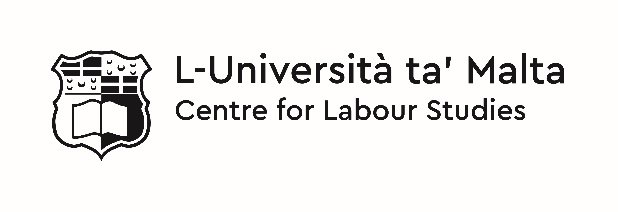 L-Università ta' Malta
Centre for Labour Studies